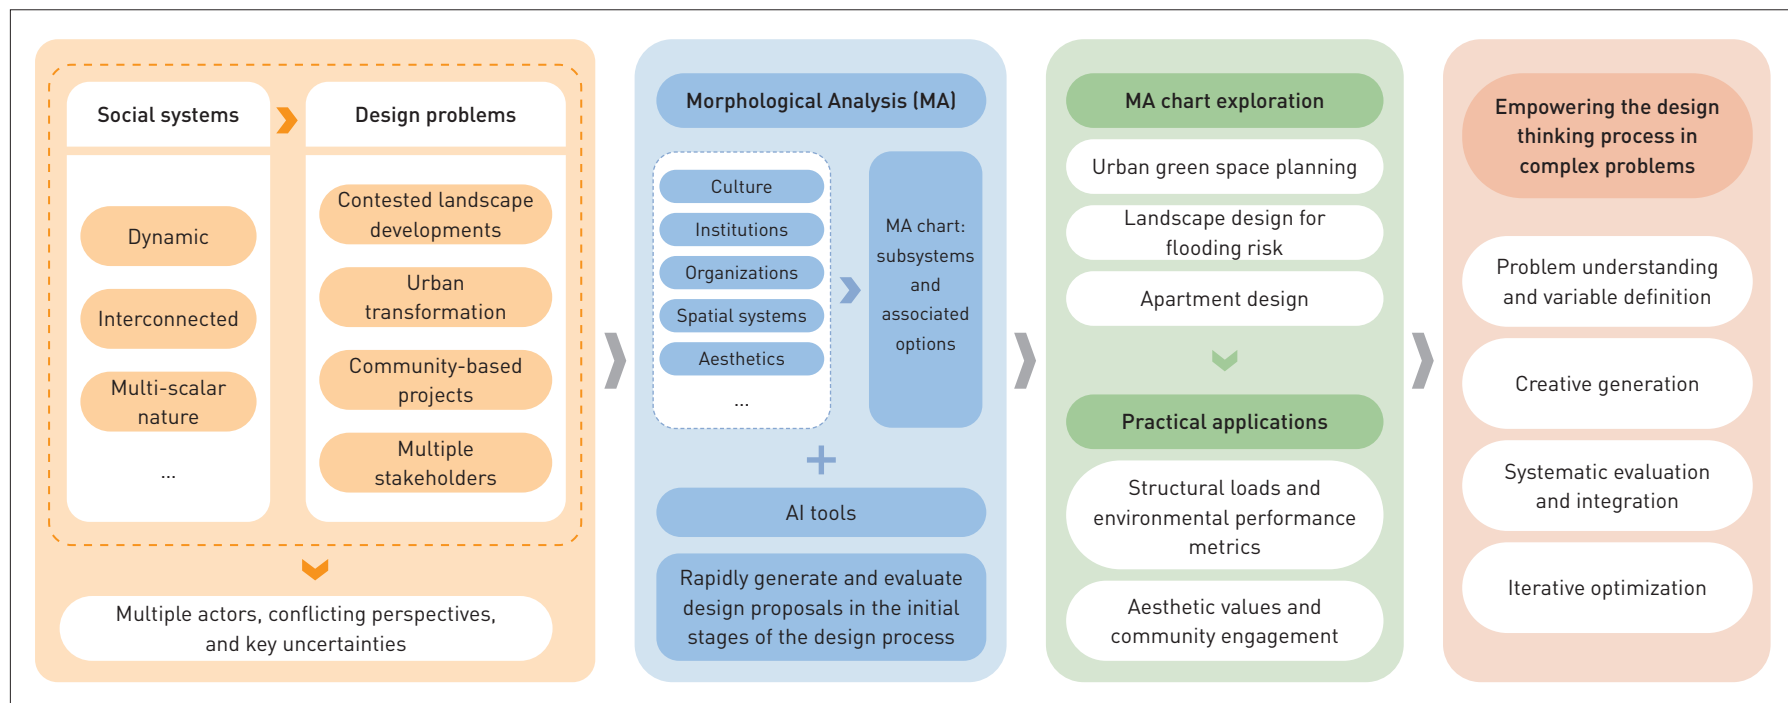 Social systems
Dynamic
Interconnected
Multi-scalar
nature
...
Design problems
Contested landscape
developments
Urban
transformation
Community-based
projects
Multiple
stakeholders
Multiple actors, conflicting perspectives,
and key uncertainties
Morphological Analysis (MA)
Culture
Institutions
Organizations
Spatial systems
Aesthetics
...
MA chart:
subsystems
and
associated
options
+
AI tools
Rapidly generate and evaluate
design proposals in the initial
stages of the design process
MA chart exploration
Urban green space planning
Landscape design for
flooding risk
Apartment design
Practical applications
Structural loads and
environmental performance
metrics
Aesthetic values and
community engagement
Empowering the design
thinking process in
complex problems
Problem understanding
and variable definition
Creative generation
Systematic evaluation
and integration
Iterative optimization